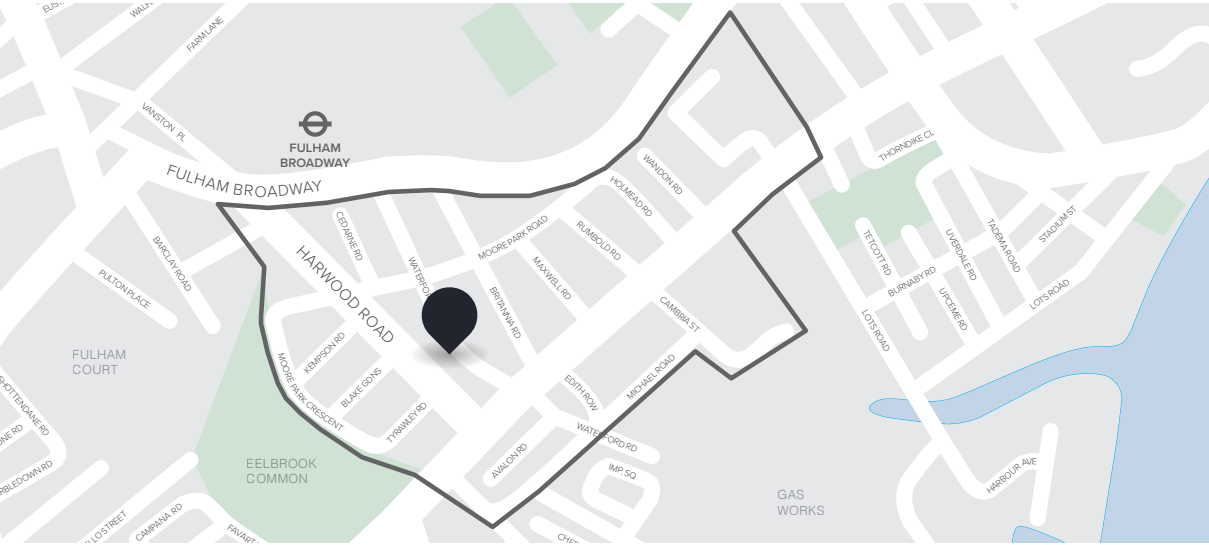 FARM LANE
VANSTON PL
FULHAM
BROADWAY
FULHAM BROADWAY
THORNDIKE CL
WANDON RD
HOLMEAD RD
CEDARNE RD
MOORE PARK ROAD
RUMBOLD RD
BARCLAY ROAD
HARWOOD ROAD
MAXWELL RD
TETCOTT RD
UVERDALE RD
TADEMA ROAD
STADIUM ST
PULTON PLACE
BRITANNIA RD
CAMBRIA ST
BURNABY RD
UPCEME RD
LOTS ROAD
LOTS ROAD
FULHAM
COURT
KEMPSON RD
BLAKE GDNS
MOORE PARK CRESCENT
TYRAWLEY RD
EDITH ROW
MICHAEL ROAD
WATERFORD RD
AVALON RD
IMP SQ
EELBROOK
COMMON
HARBOUR AVE
GAS
WORKS
CAMPANA RD